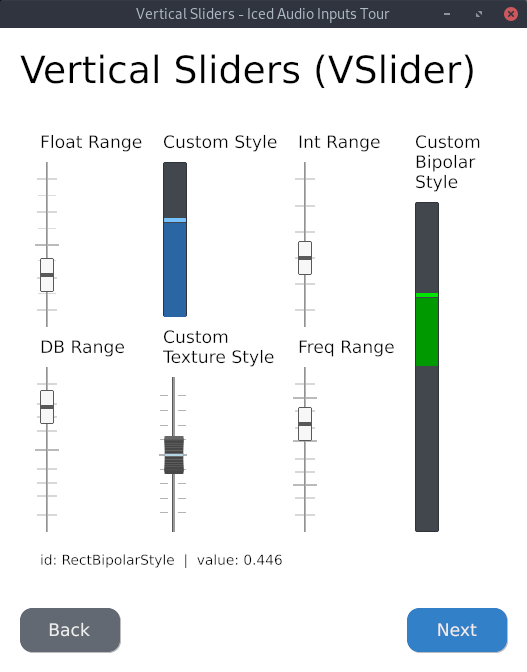 Vertical Sliders - Iced Audio Inputs Tour
Vertical Sliders (VSlider)
Float Range
Custom Style
Int Range
Custom
Bipolar
Style
DB Range
Custom
Texture Style
Freq Range
id: RectBipolarStyle | value: 0.446
Back
Next